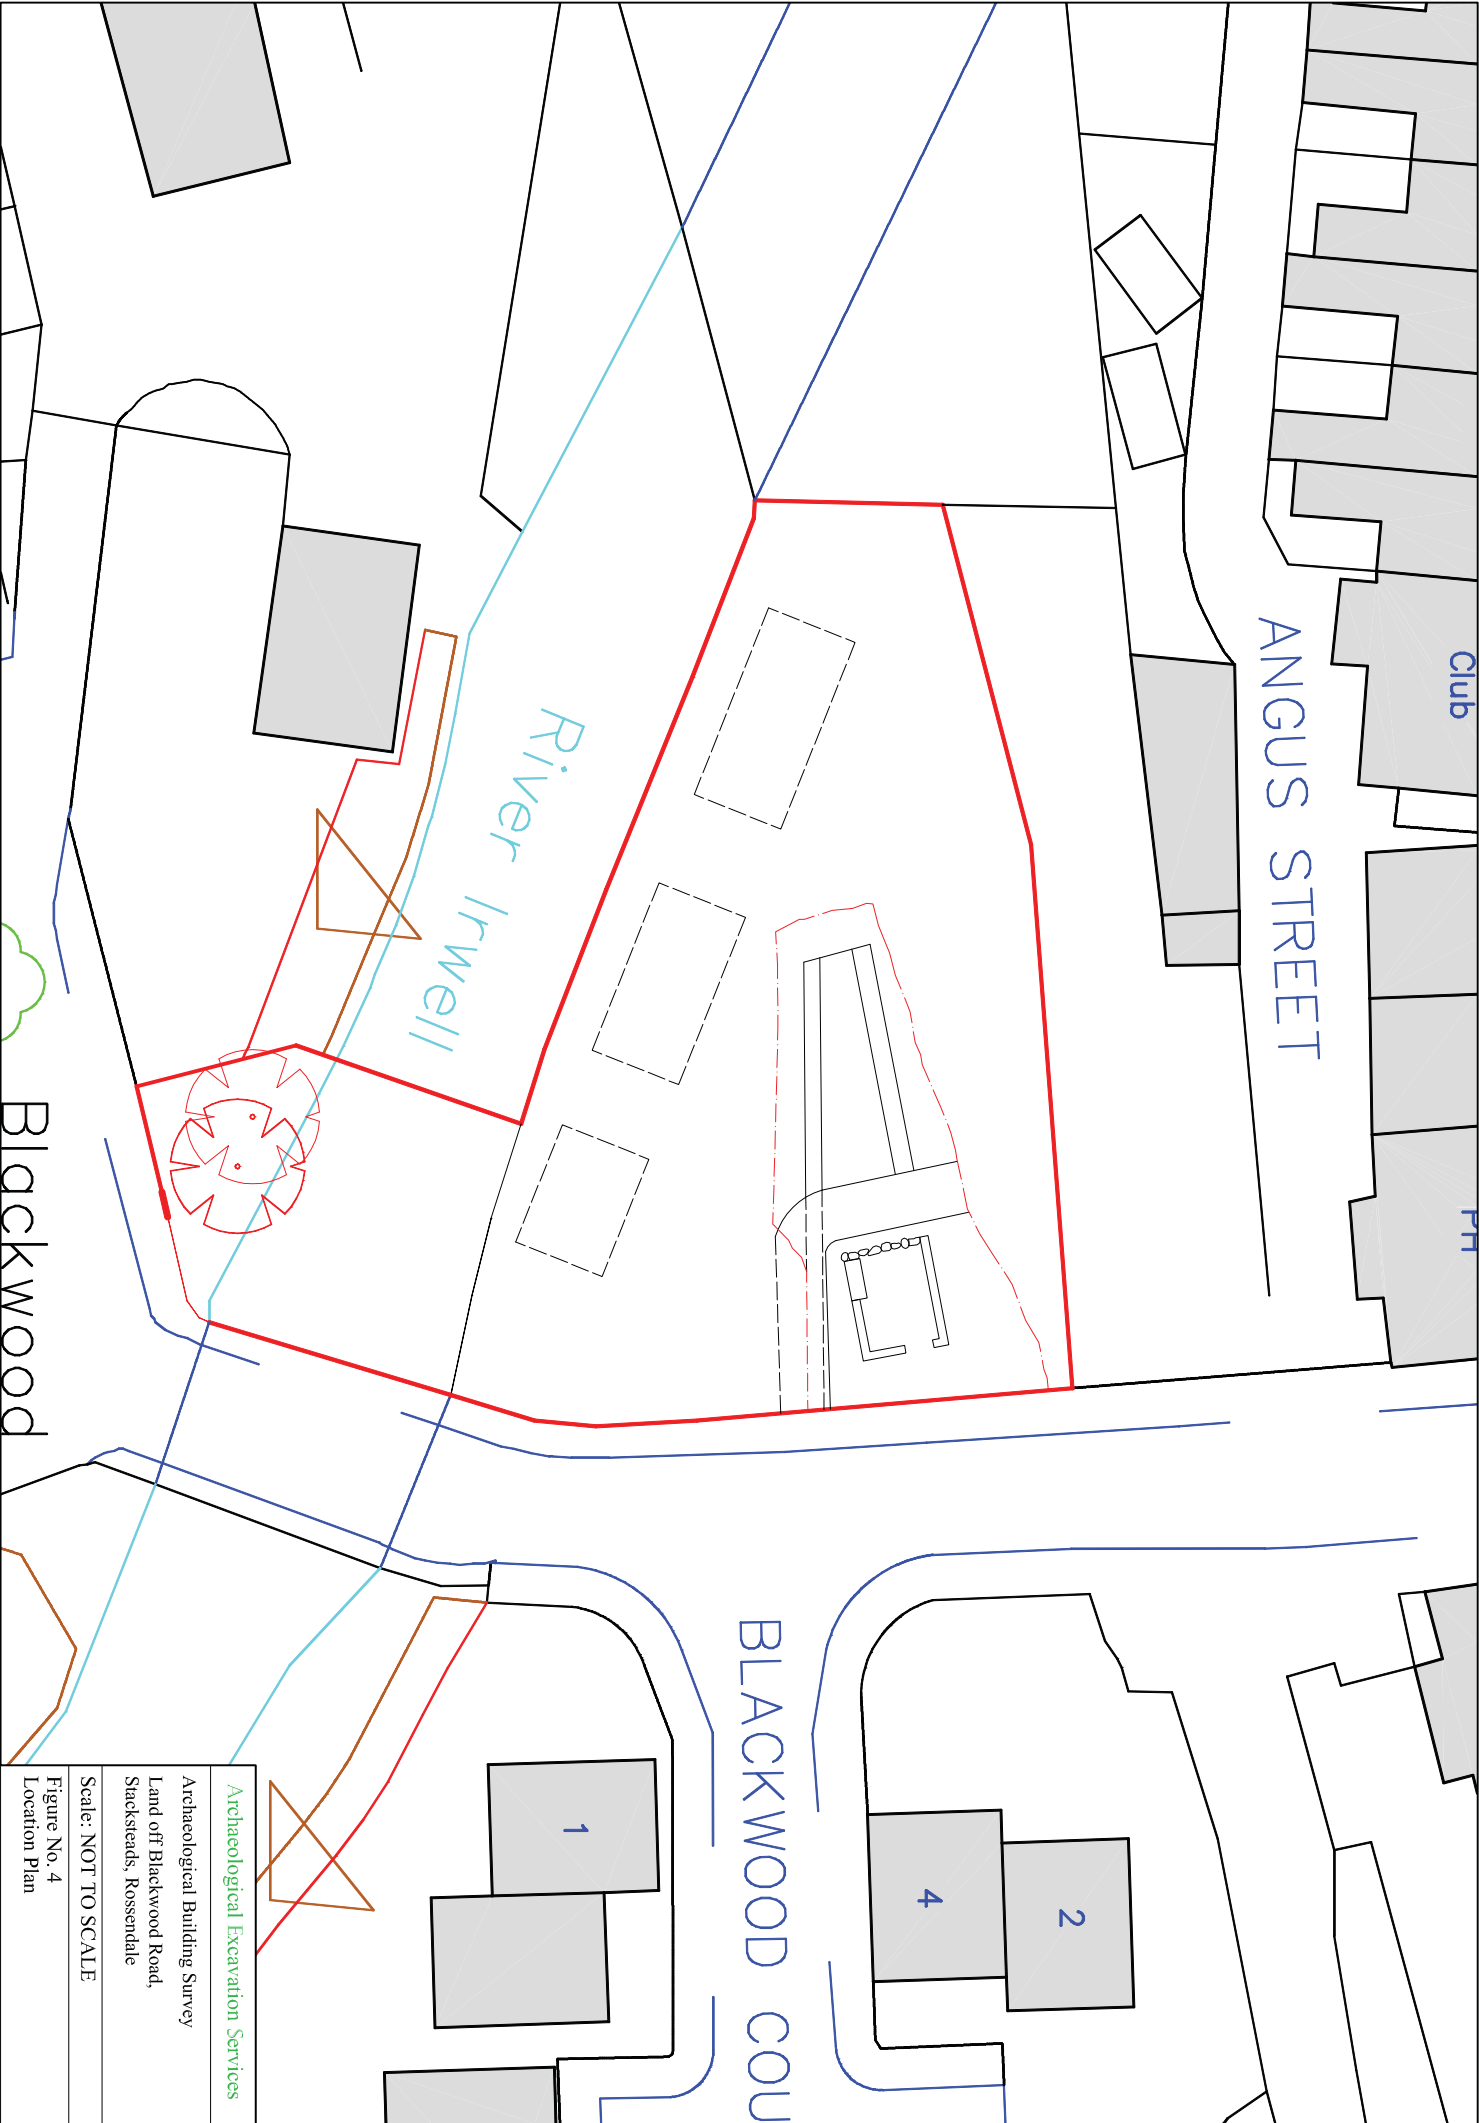 Club
ANGUS STREET
PH
River Irwell
Blackwood
BLACKWOOD COU
1
4
2
Archaeological Excavation Services
Archaeological Building Survey
Land off Blackwood Road,
Stacksteads, Rossendale
Scale: NOT TO SCALE
Figure No. 4
Location Plan